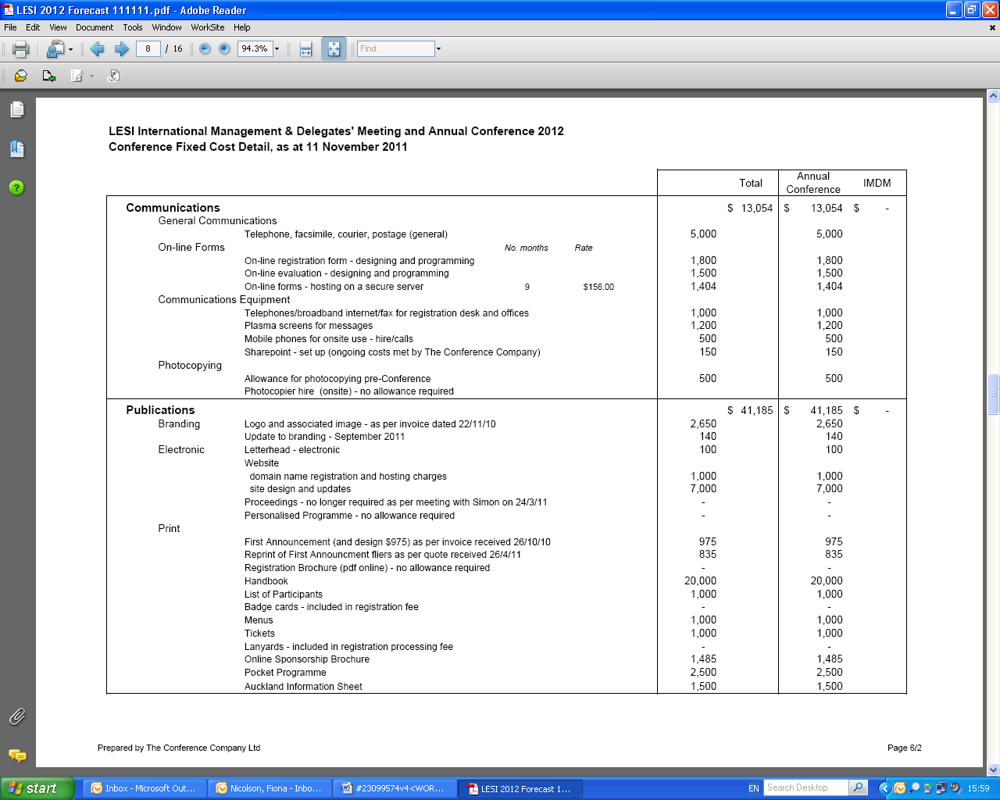 LESI 2012 Forecast 111111.pdf - Adobe Reader
File Edit View Document Tools Window WorkSite Help
8 / 16 94.3% Find
LESI International Management & Delegates' Meeting and Annual Conference 2012
Conference Fixed Cost Detail, as at 11 November 2011
Total Annual Conference IMDM
Communications $ 13,054 $ 13,054 $ -
General Communications
Telephone, facsimile, courier, postage (general) 5,000 5,000
On-line Forms No. months Rate
On-line registration form - designing and programming 1,800 1,800
On-line evaluation - designing and programming 1,500 1,500
On-line forms - hosting on a secure server 9 $156.00 1,404 1,404
Communications Equipment
Telephones/broadband internet/fax for registration desk and offices 1,000 1,000
Plasma screens for messages 1,200 1,200
Mobile phones for onsite use - hire/calls 500 500
Sharepoint - set up (ongoing costs met by The Conference Company) 150 150
Photocopying
Allowance for photocopying pre-Conference 500 500
Photocopier hire (onsite) - no allowance required
Publications $ 41,185 $ 41,185 $ -
Branding Logo and associated image - as per invoice dated 22/11/10 2,650 2,650
Update to branding - September 2011 140 140
Electronic Letterhead - electronic 100 100
Website
domain name registration and hosting charges 1,000 1,000
site design and updates 7,000 7,000
Proceedings - no longer required as per meeting with Simon on 24/3/11 - -
Personalised Programme - no allowance required - -
Print
First Announcement (and design $975) as per invoice received 26/10/10 975 975
Reprint of First Announcment fliers as per quote received 26/4/11 835 835
Registration Brochure (pdf online) - no allowance required - -
Handbook 20,000 20,000
List of Participants 1,000 1,000
Badge cards - included in registration fee - -
Menus 1,000 1,000
Tickets 1,000 1,000
Lanyards - included in registration processing fee - -
Online Sponsorship Brochure 1,485 1,485
Pocket Programme 2,500 2,500
Auckland Information Sheet 1,500 1,500
Prepared by The Conference Company Ltd Page 6/2
start Inbox - Microsoft Out... Nicolson, Fiona - Inbo... #23099574v4<WOR... LESI 2012 Forecast 1... EN Search Desktop 15:59